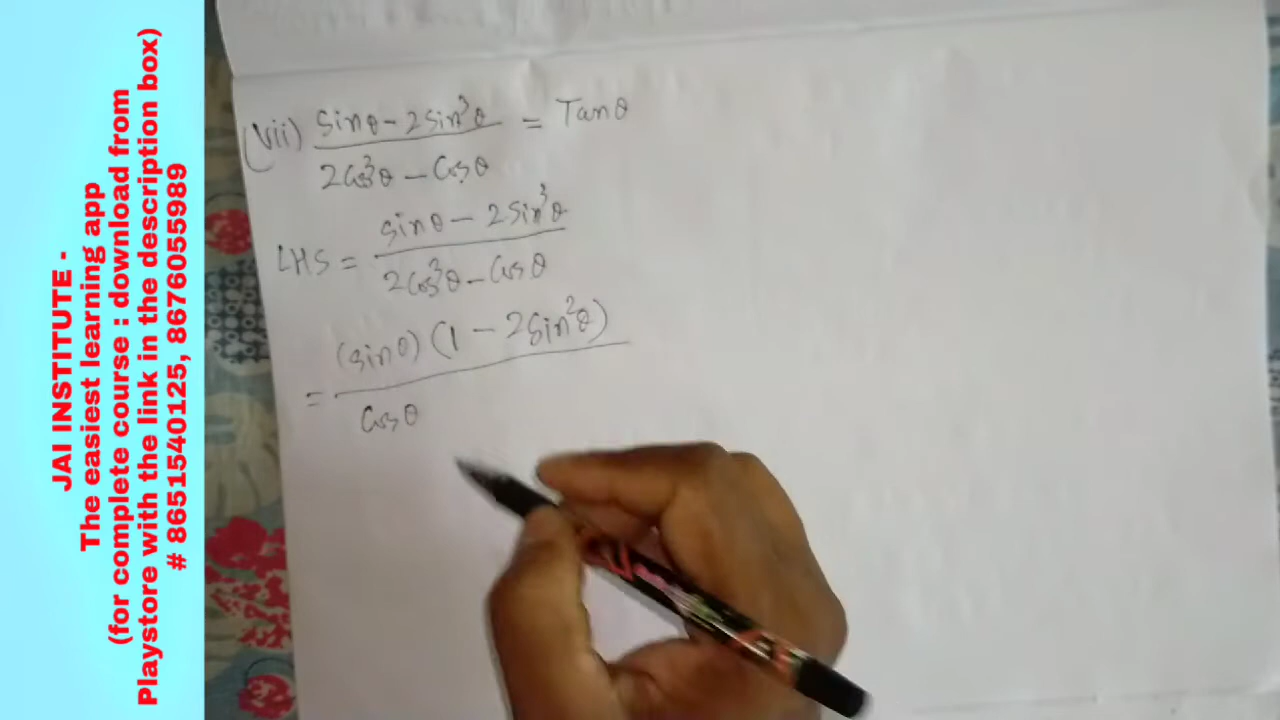 JAI INSTITUTE -
The easiest learning app
(for complete course : download from
Playstore with the link in the description box)
# 8651540125, 8676055989
(vii) (sinθ - 2sin³θ)/(2cos³θ - cosθ) = Tanθ
LHS = (sinθ - 2sin³θ)/(2cos³θ - cosθ)
= (sinθ)(1 - 2sin²θ)/cosθ